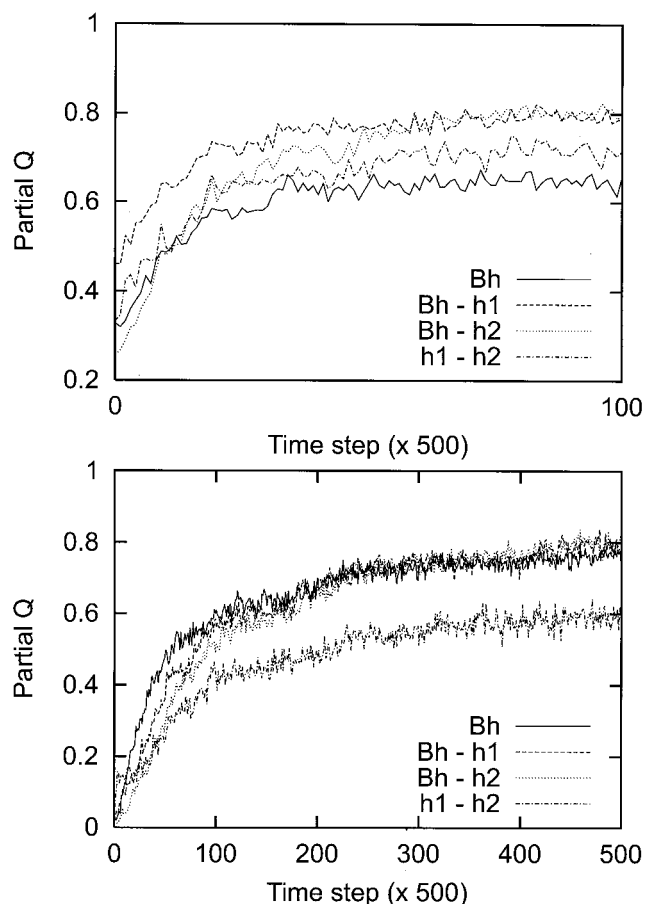 1
0.8
0.6
0.4
0.2
Partial Q
Bh
Bh - h1
Bh - h2
h1 - h2
0
100
Time step (x 500)
1
0.8
0.6
0.4
0.2
0
Partial Q
Bh
Bh - h1
Bh - h2
h1 - h2
0 100 200 300 400 500
Time step (x 500)